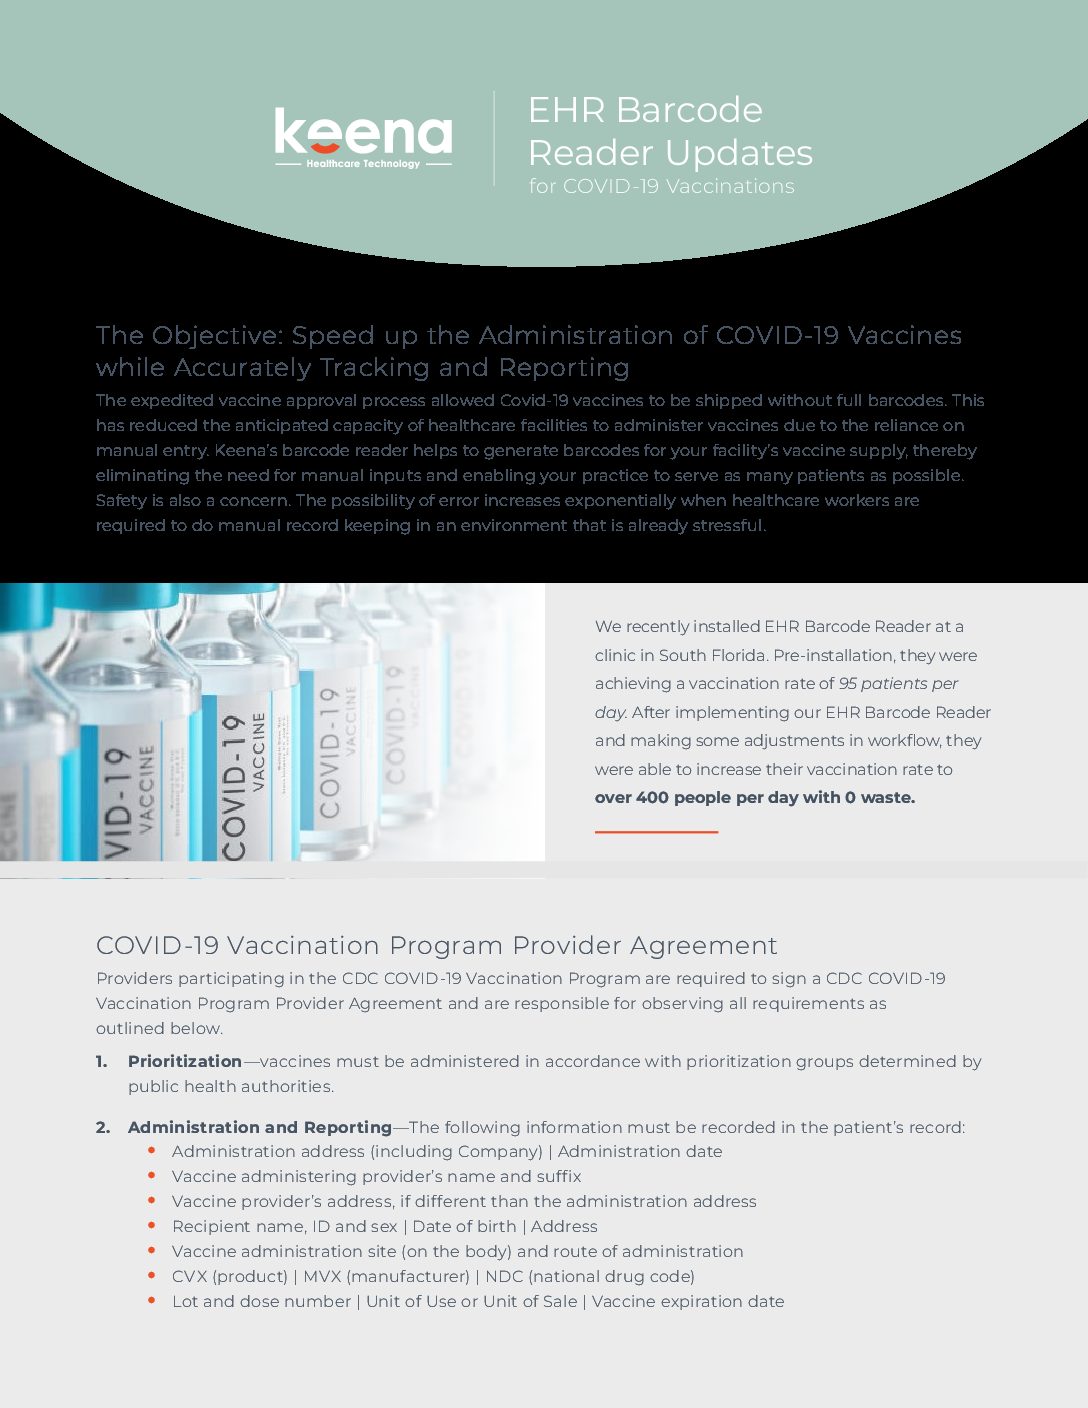 keena
Healthcare Technology
EHR Barcode
Reader Updates
for COVID-19 Vaccinations
The Objective: Speed up the Administration of COVID-19 Vaccines
while Accurately Tracking and Reporting
The expedited vaccine approval process allowed Covid-19 vaccines to be shipped without full barcodes. This
has reduced the anticipated capacity of healthcare facilities to administer vaccines due to the reliance on
manual entry. Keena’s barcode reader helps to generate barcodes for your facility’s vaccine supply, thereby
eliminating the need for manual inputs and enabling your practice to serve as many patients as possible.
Safety is also a concern. The possibility of error increases exponentially when healthcare workers are
required to do manual record keeping in an environment that is already stressful.
CINE
VID-19
VACCINE
COVID-19
VACCINE
COVID-19
VACCINE
COVID-19
We recently installed EHR Barcode Reader at a
clinic in South Florida. Pre-installation, they were
achieving a vaccination rate of 95 patients per
day. After implementing our EHR Barcode Reader
and making some adjustments in workflow, they
were able to increase their vaccination rate to
over 400 people per day with 0 waste.
COVID-19 Vaccination Program Provider Agreement
Providers participating in the CDC COVID-19 Vaccination Program are required to sign a CDC COVID-19
Vaccination Program Provider Agreement and are responsible for observing all requirements as
outlined below.
1. Prioritization—vaccines must be administered in accordance with prioritization groups determined by
public health authorities.
2. Administration and Reporting—The following information must be recorded in the patient’s record:
• Administration address (including Company) | Administration date
• Vaccine administering provider’s name and suffix
• Vaccine provider’s address, if different than the administration address
• Recipient name, ID and sex | Date of birth | Address
• Vaccine administration site (on the body) and route of administration
• CVX (product) | MVX (manufacturer) | NDC (national drug code)
• Lot and dose number | Unit of Use or Unit of Sale | Vaccine expiration date